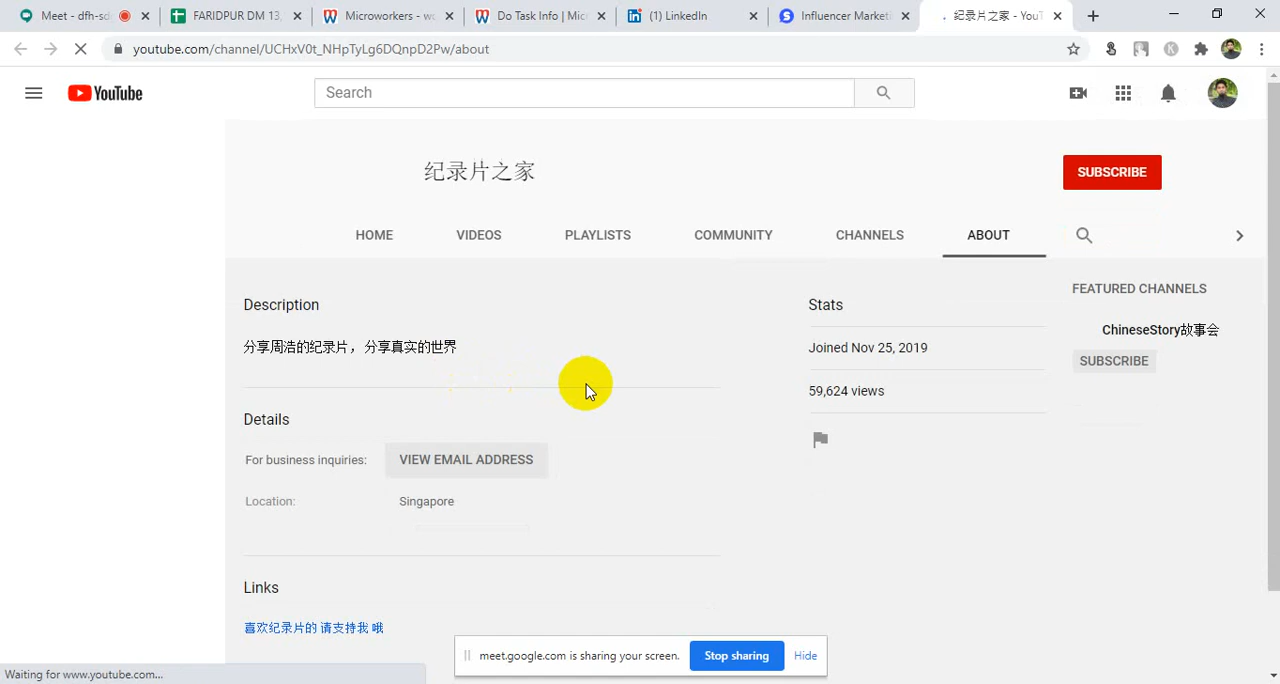 Meet - dfh-sd
FARIDPUR DM 13,
Microworkers - w
Do Task Info | Mic
(1) LinkedIn
Influencer Marketi
纪录片之家 - YouT
youtube.com/channel/UCHxV0t_NHpTyLg6DQnpD2Pw/about
YouTube
Search
纪录片之家
SUBSCRIBE
HOME VIDEOS PLAYLISTS COMMUNITY CHANNELS ABOUT
Description
分享周浩的纪录片，分享真实的世界
Details
For business inquiries: VIEW EMAIL ADDRESS
Location: Singapore
Links
喜欢纪录片的 请支持我 哦
Stats
Joined Nov 25, 2019
59,624 views
FEATURED CHANNELS
ChineseStory故事会
SUBSCRIBE
meet.google.com is sharing your screen. Stop sharing Hide
Waiting for www.youtube.com...